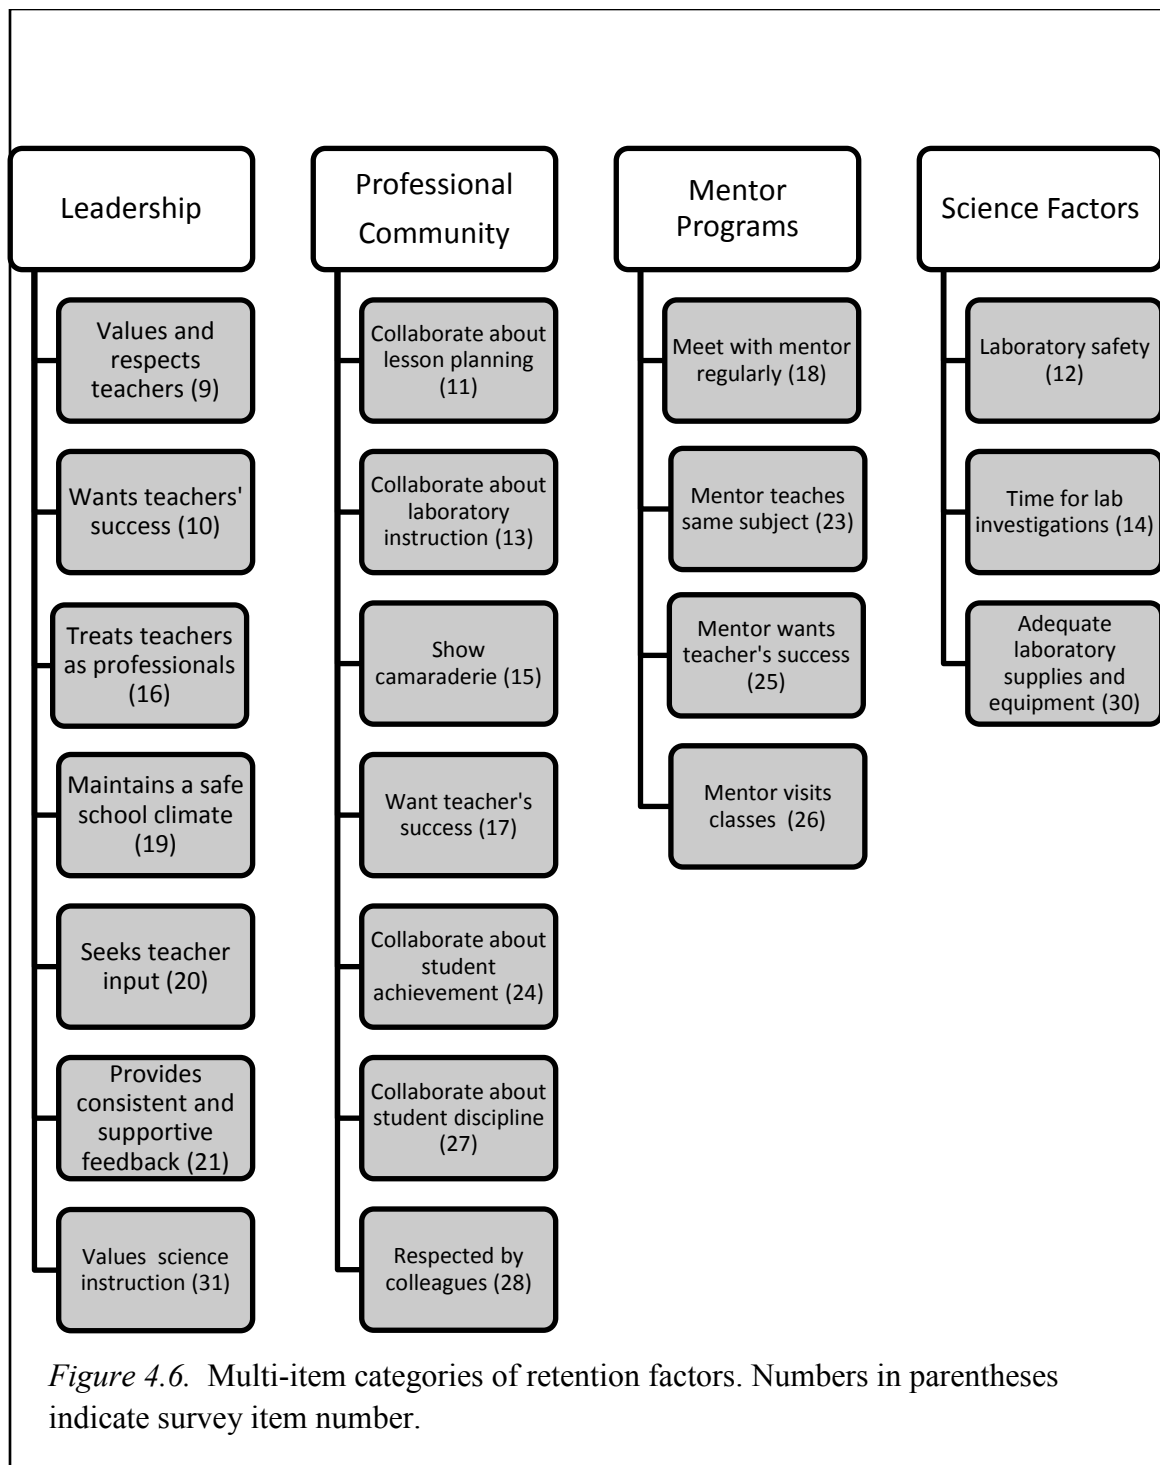 Leadership
Values and
respects
teachers (9)
Wants teachers'
success (10)
Treats teachers
as professionals
(16)
Maintains a safe
school climate
(19)
Seeks teacher
input (20)
Provides
consistent and
supportive
feedback (21)
Values science
instruction (31)
Professional
Community
Collaborate about
lesson planning
(11)
Collaborate about
laboratory
instruction (13)
Show
camaraderie (15)
Want teacher's
success (17)
Collaborate about
student
achievement (24)
Collaborate about
student discipline
(27)
Respected by
colleagues (28)
Mentor
Programs
Meet with mentor
regularly (18)
Mentor teaches
same subject (23)
Mentor wants
teacher's success
(25)
Mentor visits
classes (26)
Science Factors
Laboratory safety
(12)
Time for lab
investigations (14)
Adequate
laboratory
supplies and
equipment (30)
Figure 4.6. Multi-item categories of retention factors. Numbers in parentheses
indicate survey item number.